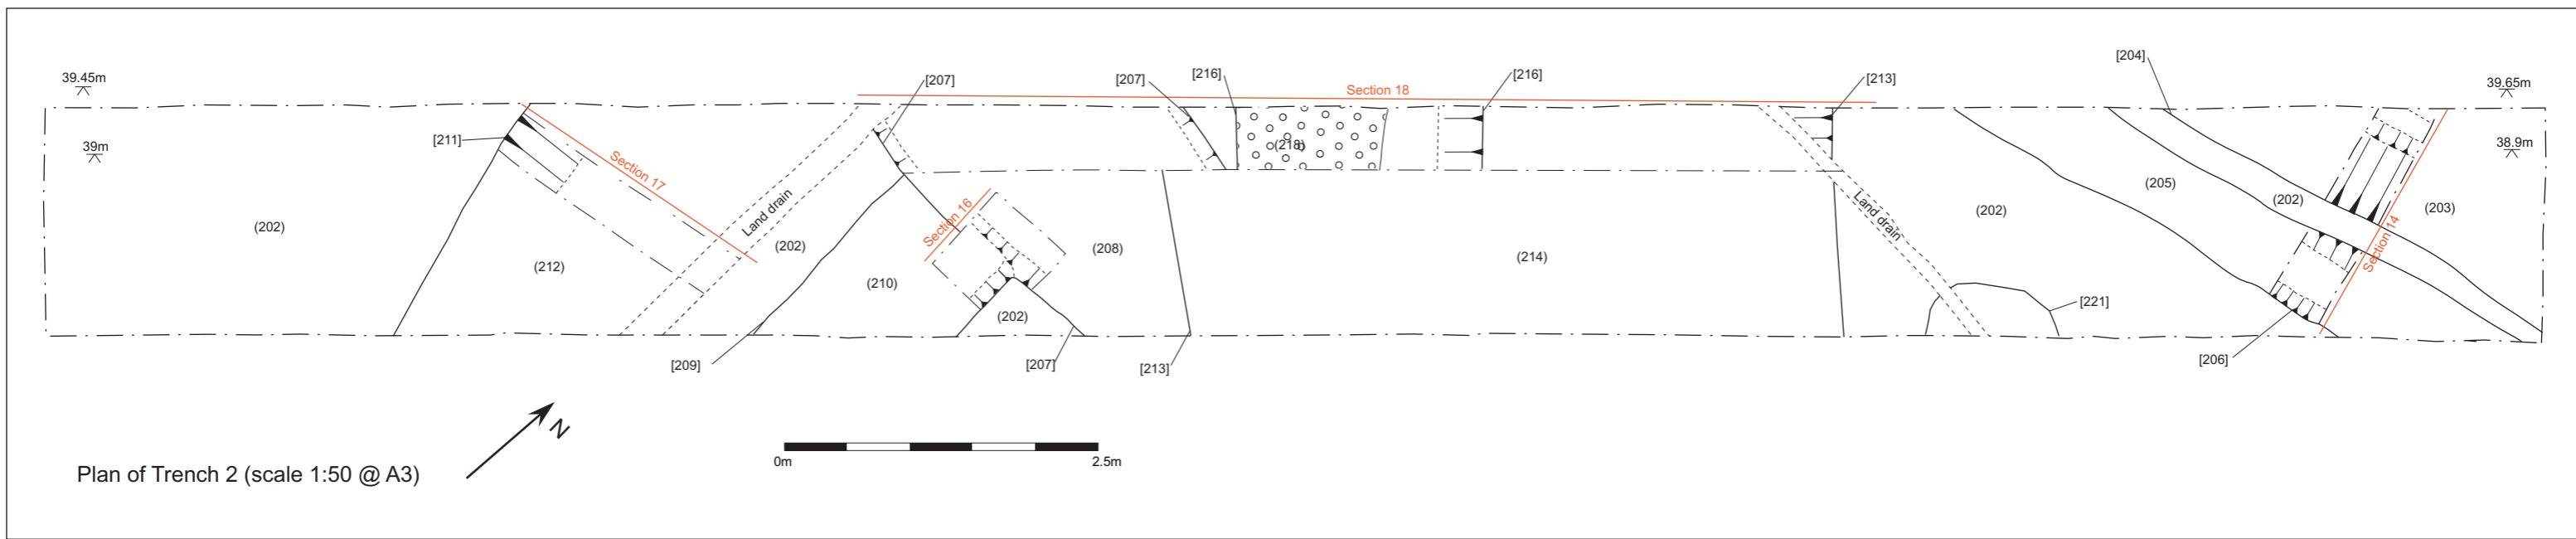 [204]
39.45m
[207]
[207]
[216]
Section 18
[216]
[213]
39.65m
[211]
39m
Section 17
(218)
38.9m
(202)
Land drain
(202)
Section 16
(208)
(214)
Land drain
(202)
(205)
(202)
(203)
Section 14
(212)
(210)
(202)
[221]
[209]
[207]
[213]
[206]
N
0m
2.5m
Plan of Trench 2 (scale 1:50 @ A3)